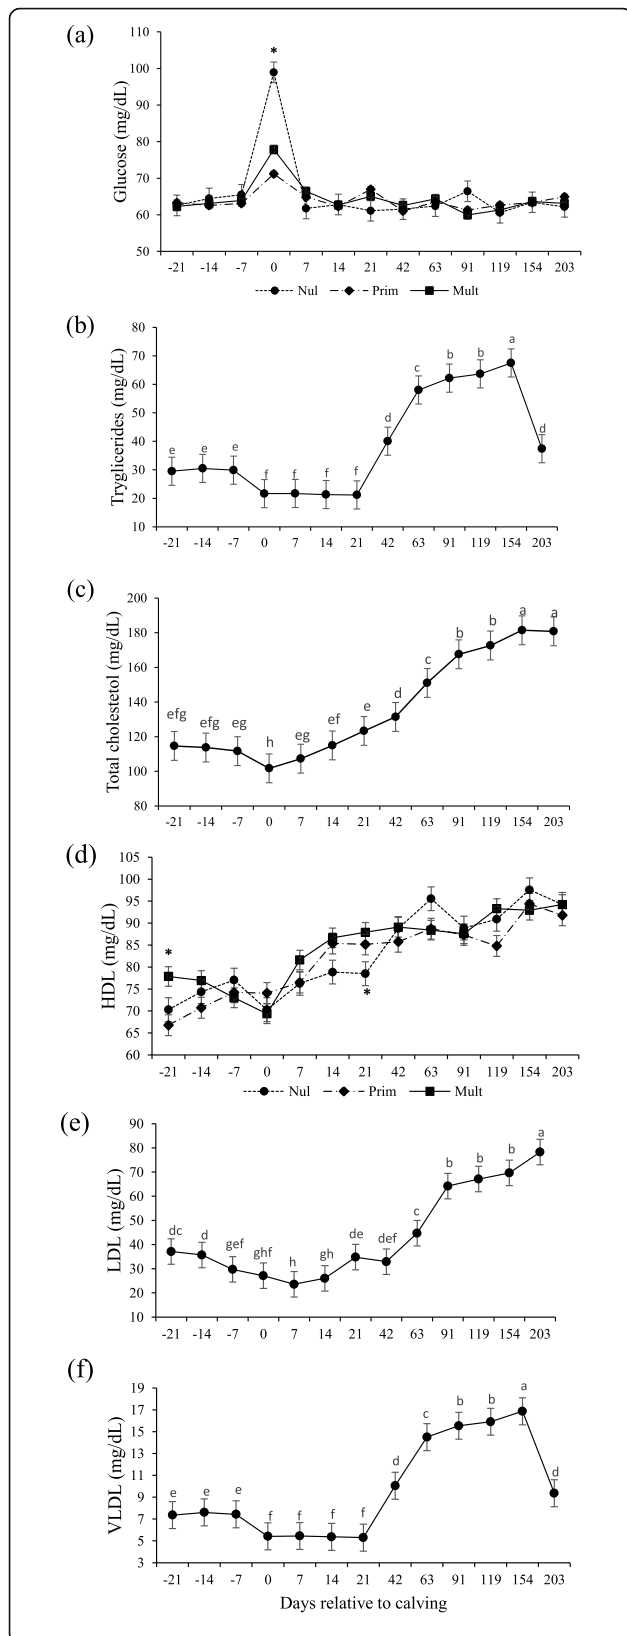 (a)
Glucose (mg/dL)
110
100
90
80
70
60
50
*
-21 -14 -7 0 7 14 21 42 63 91 119 154 203
Nul Prim Mult
(b)
Tryglicerides (mg/dL)
80
70
60
50
40
30
20
10
e e e f f f f d c b b a d
-21 -14 -7 0 7 14 21 42 63 91 119 154 203
(c)
Total cholestetol (mg/dL)
200
180
160
140
120
100
80
efg efg eg h eg ef e d c b b a a
-21 -14 -7 0 7 14 21 42 63 91 119 154 203
(d)
HDL (mg/dL)
105
100
95
90
85
80
75
70
65
60
* *
-21 -14 -7 0 7 14 21 42 63 91 119 154 203
Nul Prim Mult
(e)
LDL (mg/dL)
90
80
70
60
50
40
30
20
10
dc d gef ghf h gh de def c b b b a
-21 -14 -7 0 7 14 21 42 63 91 119 154 203
(f)
VLDL (mg/dL)
19
17
15
13
11
9
7
5
3
e e e f f f f d c b b a d
-21 -14 -7 0 7 14 21 42 63 91 119 154 203
Days relative to calving